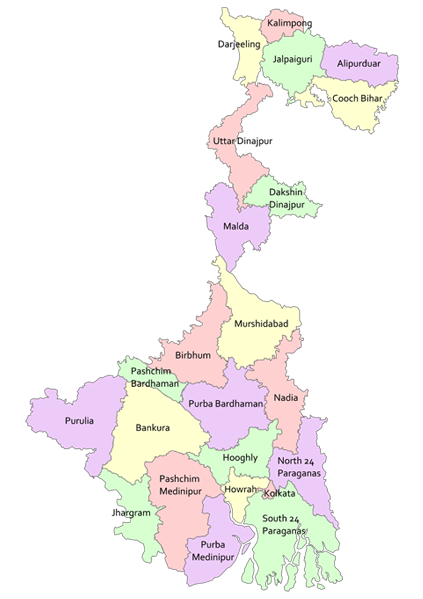 Kalimpong
Darjeeling
Jalpaiguri
Alipurduar
Cooch Bihar
Uttar Dinajpur
Dakshin
Dinajpur
Malda
Murshidabad
Birbhum
Pashchim
Bardhaman
Nadia
Purba Bardhaman
Purulia
Bankura
Hooghly
North 24
Paraganas
Pashchim
Medinipur
Howrah
Kolkata
Jhargram
South 24
Paraganas
Purba
Medinipur